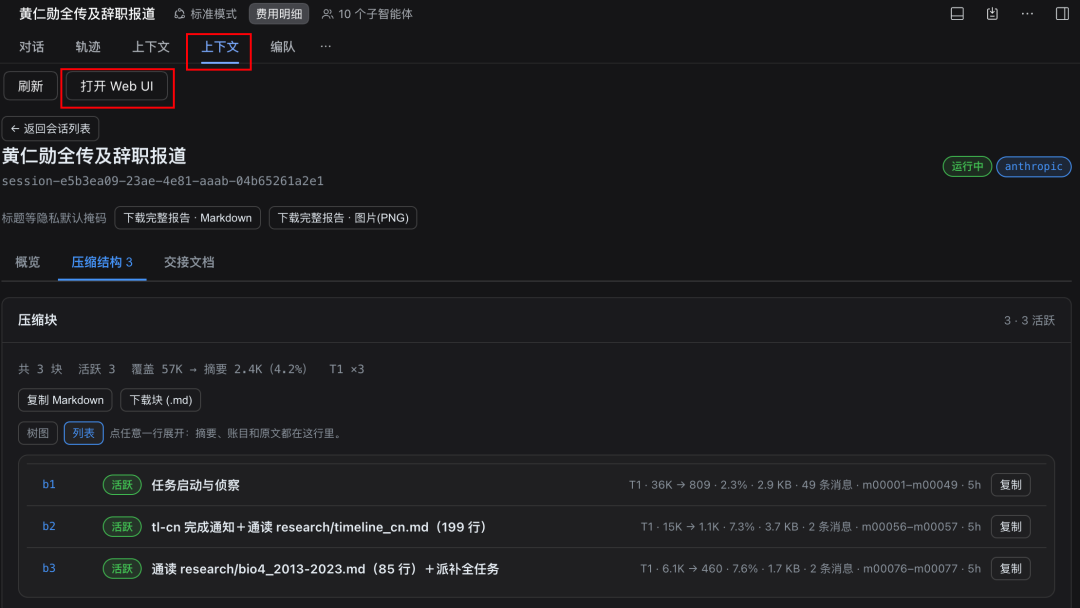 黄仁勋全传及辞职报道 标准模式 费用明细 10 个子智能体
对话 轨迹 上下文 上下文 编队 ···
刷新 打开 Web UI
← 返回会话列表
黄仁勋全传及辞职报道
session-e5b3ea09-23ae-4e81-aaab-04b65261a2e1
运行中 anthropic
标题等隐私默认掩码 下载完整报告 · Markdown 下载完整报告 · 图片(PNG)
概览 压缩结构 3 交接文档
压缩块 3 · 3 活跃
共 3 块 活跃 3 覆盖 57K → 摘要 2.4K (4.2%) T1 ×3
复制 Markdown 下载块 (.md)
树图 列表 点任意一行展开：摘要、账目和原文都在这行里。
b1 活跃 任务启动与侦察 T1 · 36K → 809 · 2.3% · 2.9 KB · 49 条消息 · m00001–m00049 · 5h 复制
b2 活跃 tl-cn 完成通知＋通读 research/timeline_cn.md（199 行） T1 · 15K → 1.1K · 7.3% · 3.7 KB · 2 条消息 · m00056–m00057 · 5h 复制
b3 活跃 通读 research/bio4_2013-2023.md（85 行）＋派补全任务 T1 · 6.1K → 460 · 7.6% · 1.7 KB · 2 条消息 · m00076–m00077 · 5h 复制